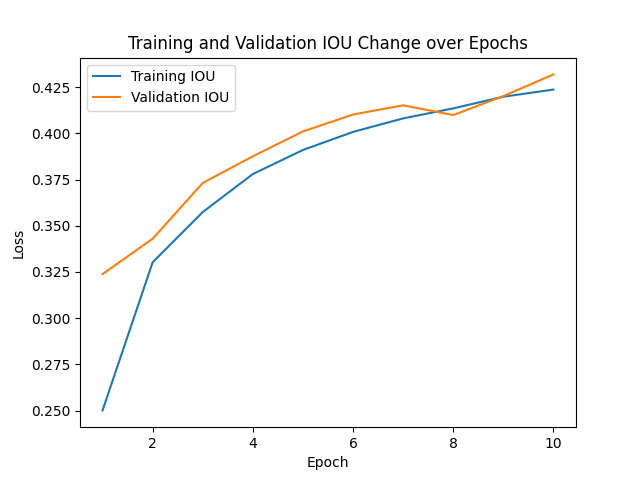 Training and Validation IOU Change over Epochs
Training IOU
Validation IOU
Loss
0.425
0.400
0.375
0.350
0.325
0.300
0.275
0.250
2 4 6 8 10
Epoch